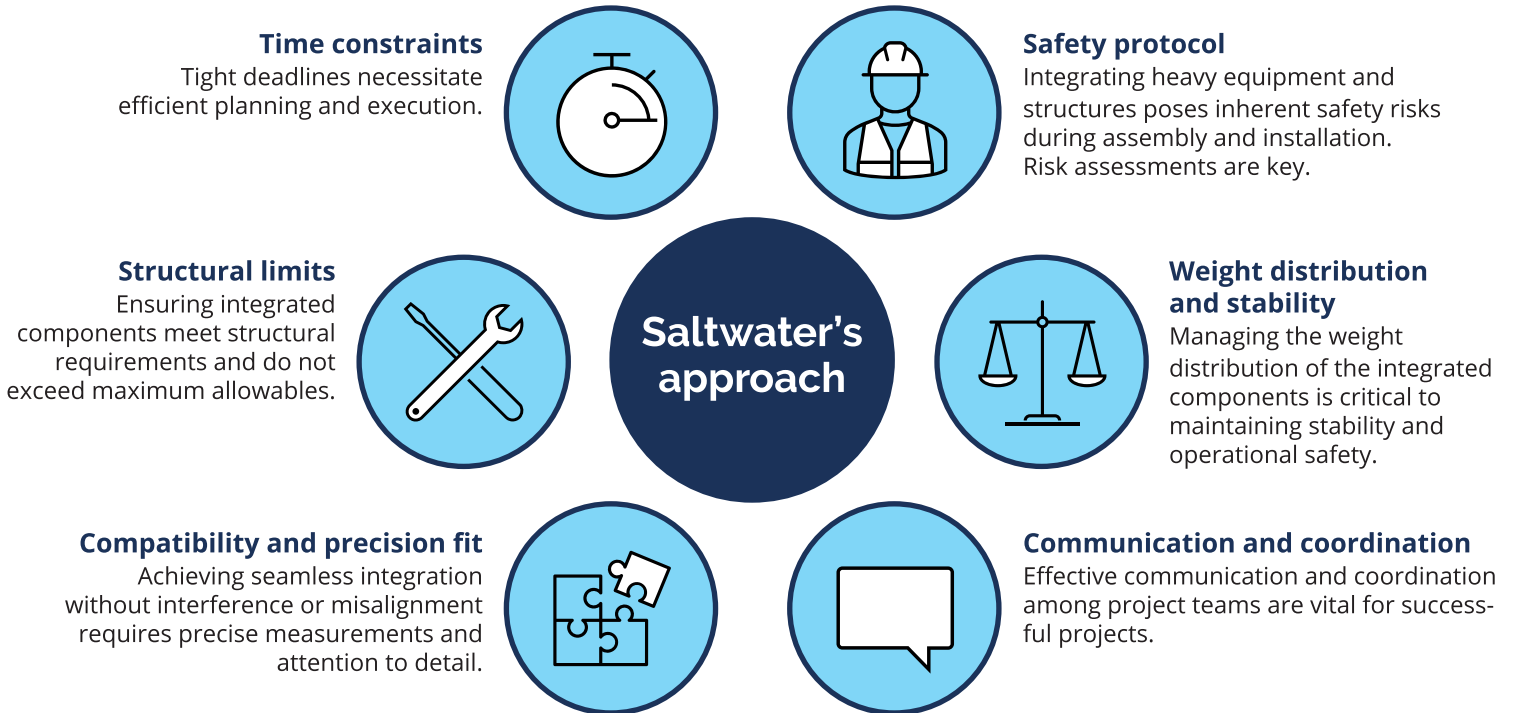 Time constraints
Tight deadlines necessitate
efficient planning and execution.
Safety protocol
Integrating heavy equipment and
structures poses inherent safety risks
during assembly and installation.
Risk assessments are key.
Structural limits
Ensuring integrated
components meet structural
requirements and do not
exceed maximum allowables.
Saltwater’s
approach
Weight distribution
and stability
Managing the weight
distribution of the integrated
components is critical to
maintaining stability and
operational safety.
Compatibility and precision fit
Achieving seamless integration
without interference or misalignment
requires precise measurements and
attention to detail.
Communication and coordination
Effective communication and coordination
among project teams are vital for success-
ful projects.